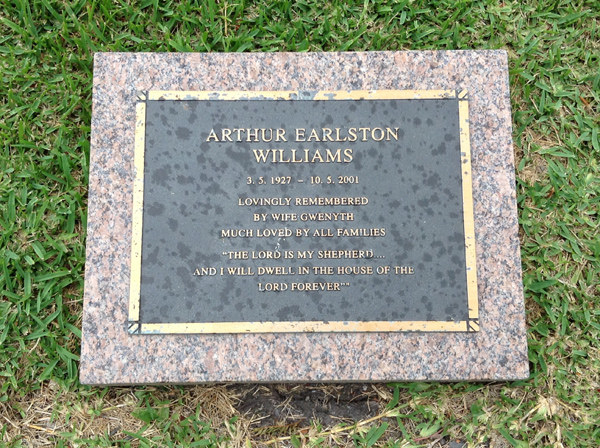 ARTHUR EARLSTON
WILLIAMS
3. 5. 1927 – 10. 5. 2001
LOVINGLY REMEMBERED
BY WIFE GWENYTH
MUCH LOVED BY ALL FAMILIES
"THE LORD IS MY SHEPHERD....
AND I WILL DWELL IN THE HOUSE OF THE
LORD FOREVER""